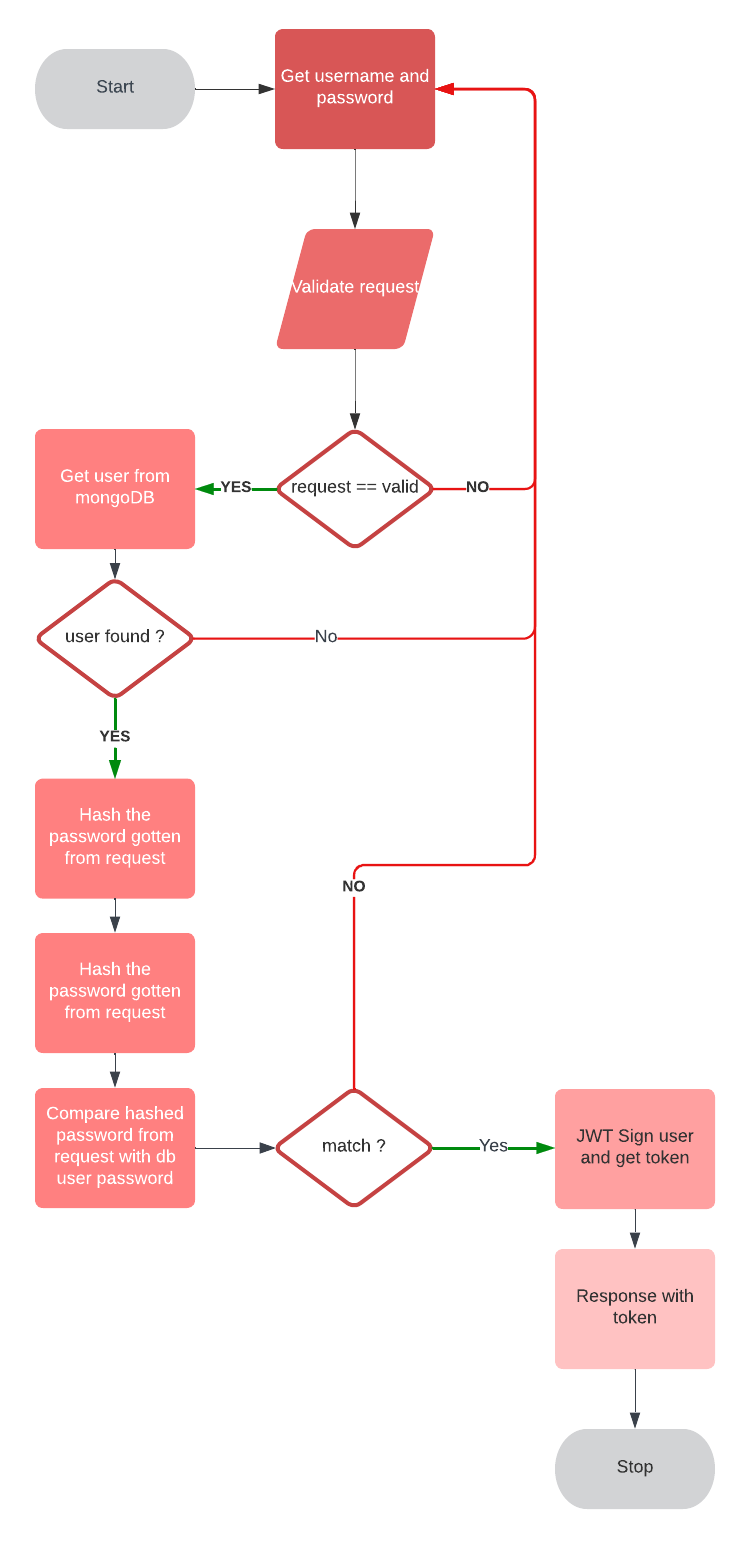 Start
Get username and
password
Validate request
request == valid
YES
NO
Get user from
mongoDB
user found ?
No
YES
Hash the
password gotten
from request
NO
Hash the
password gotten
from request
Compare hashed
password from
request with db
user password
match ?
Yes
JWT Sign user
and get token
Response with
token
Stop